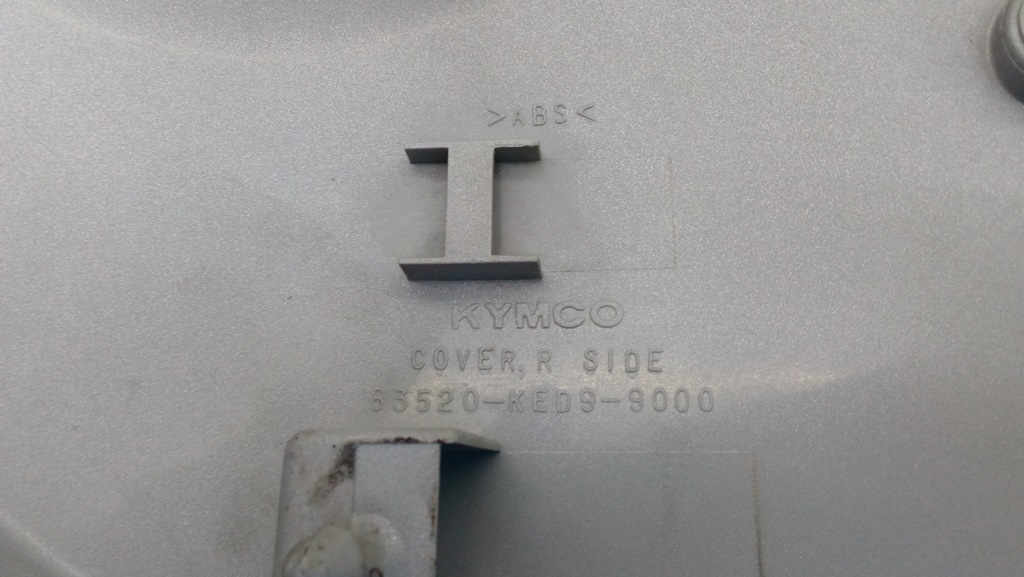 >ABS<
KYMCO
COVER, R SIDE
83520-KED9-9000